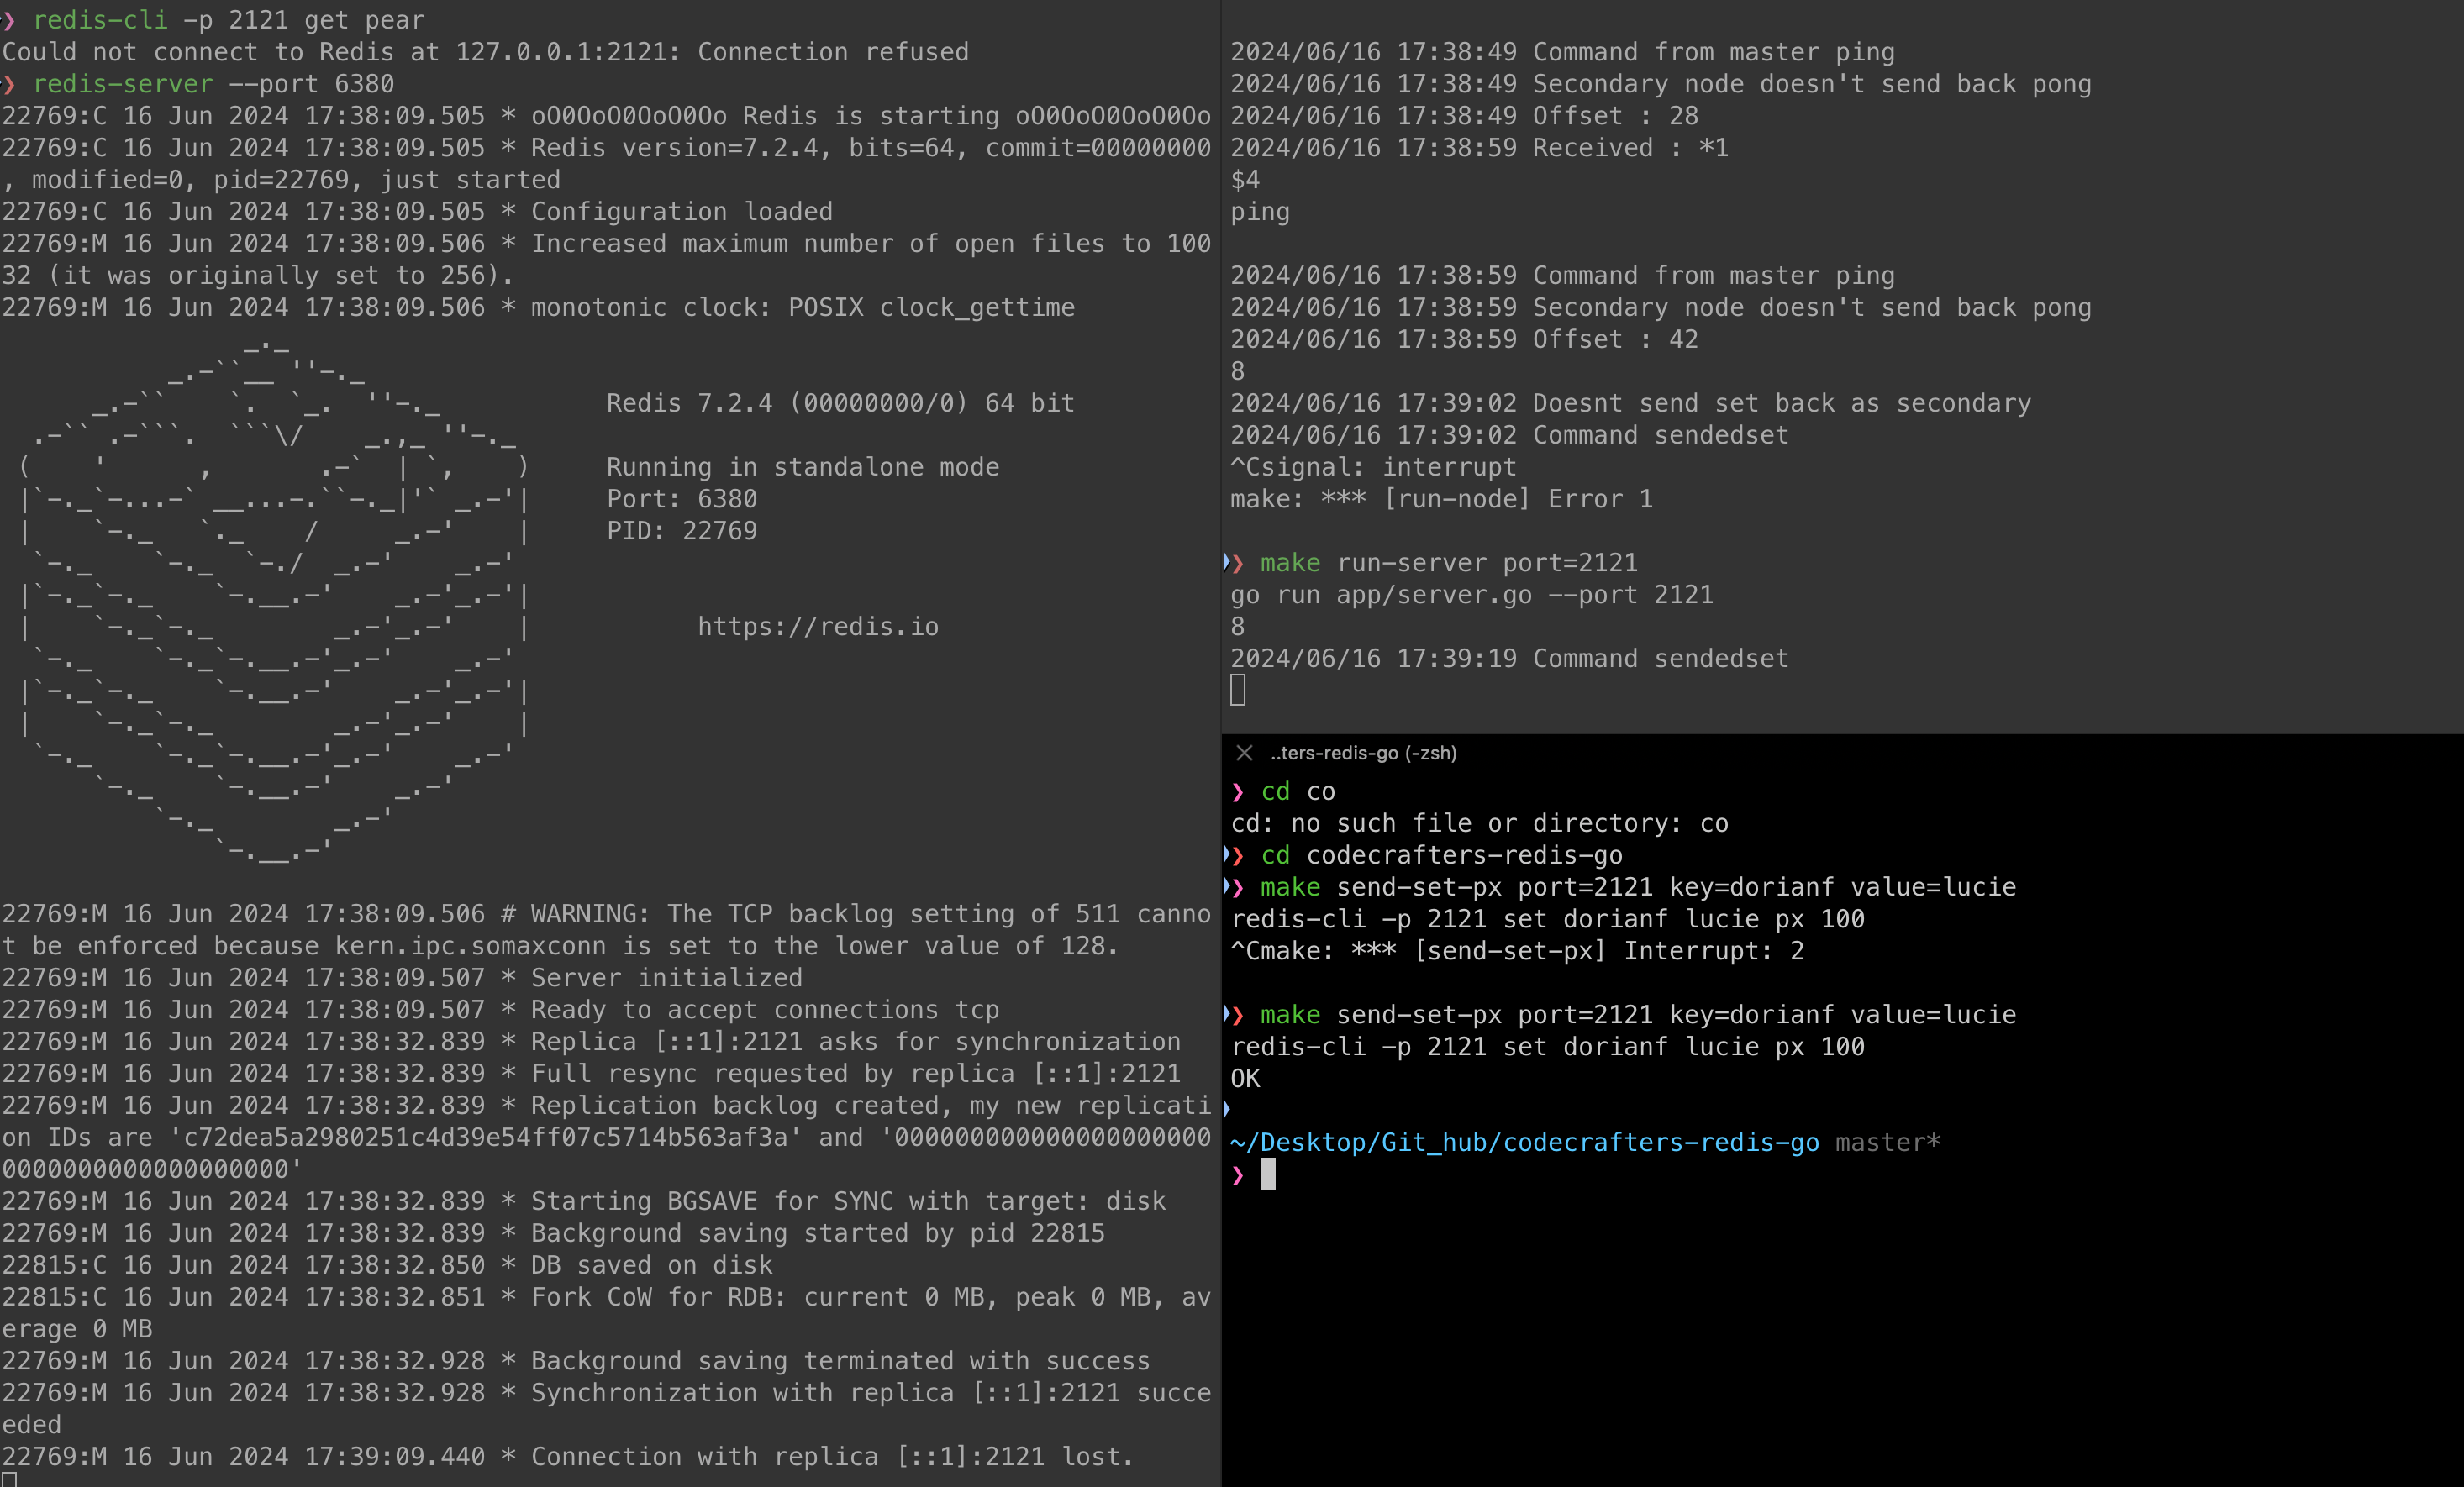 ❯ redis-cli -p 2121 get pear
Could not connect to Redis at 127.0.0.1:2121: Connection refused
❯ redis-server --port 6380
22769:C 16 Jun 2024 17:38:09.505 * oO0OoO0OoO0Oo Redis is starting oO0OoO0OoO0Oo
22769:C 16 Jun 2024 17:38:09.505 * Redis version=7.2.4, bits=64, commit=00000000
, modified=0, pid=22769, just started
22769:C 16 Jun 2024 17:38:09.505 * Configuration loaded
22769:M 16 Jun 2024 17:38:09.506 * Increased maximum number of open files to 100
32 (it was originally set to 256).
22769:M 16 Jun 2024 17:38:09.506 * monotonic clock: POSIX clock_gettime
Redis 7.2.4 (00000000/0) 64 bit
Running in standalone mode
Port: 6380
PID: 22769
https://redis.io
22769:M 16 Jun 2024 17:38:09.506 # WARNING: The TCP backlog setting of 511 canno
t be enforced because kern.ipc.somaxconn is set to the lower value of 128.
22769:M 16 Jun 2024 17:38:09.507 * Server initialized
22769:M 16 Jun 2024 17:38:09.507 * Ready to accept connections tcp
22769:M 16 Jun 2024 17:38:32.839 * Replica [::1]:2121 asks for synchronization
22769:M 16 Jun 2024 17:38:32.839 * Full resync requested by replica [::1]:2121
22769:M 16 Jun 2024 17:38:32.839 * Replication backlog created, my new replicati
on IDs are 'c72dea5a2980251c4d39e54ff07c5714b563af3a' and '000000000000000000000
0000000000000000000'
22769:M 16 Jun 2024 17:38:32.839 * Starting BGSAVE for SYNC with target: disk
22769:M 16 Jun 2024 17:38:32.839 * Background saving started by pid 22815
22815:C 16 Jun 2024 17:38:32.850 * DB saved on disk
22815:C 16 Jun 2024 17:38:32.851 * Fork CoW for RDB: current 0 MB, peak 0 MB, av
erage 0 MB
22769:M 16 Jun 2024 17:38:32.928 * Background saving terminated with success
22769:M 16 Jun 2024 17:38:32.928 * Synchronization with replica [::1]:2121 succe
eded
22769:M 16 Jun 2024 17:39:09.440 * Connection with replica [::1]:2121 lost.
2024/06/16 17:38:49 Command from master ping
2024/06/16 17:38:49 Secondary node doesn't send back pong
2024/06/16 17:38:49 Offset : 28
2024/06/16 17:38:59 Received : *1
$4
ping
2024/06/16 17:38:59 Command from master ping
2024/06/16 17:38:59 Secondary node doesn't send back pong
2024/06/16 17:38:59 Offset : 42
8
2024/06/16 17:39:02 Doesnt send set back as secondary
2024/06/16 17:39:02 Command sendedset
^Csignal: interrupt
make: *** [run-node] Error 1
❯ make run-server port=2121
go run app/server.go --port 2121
8
2024/06/16 17:39:19 Command sendedset
..ters-redis-go (-zsh)
❯ cd co
cd: no such file or directory: co
❯ cd codecrafters-redis-go
❯ make send-set-px port=2121 key=dorianf value=lucie
redis-cli -p 2121 set dorianf lucie px 100
^Cmake: *** [send-set-px] Interrupt: 2
❯ make send-set-px port=2121 key=dorianf value=lucie
redis-cli -p 2121 set dorianf lucie px 100
OK
~/Desktop/Git_hub/codecrafters-redis-go master*
❯